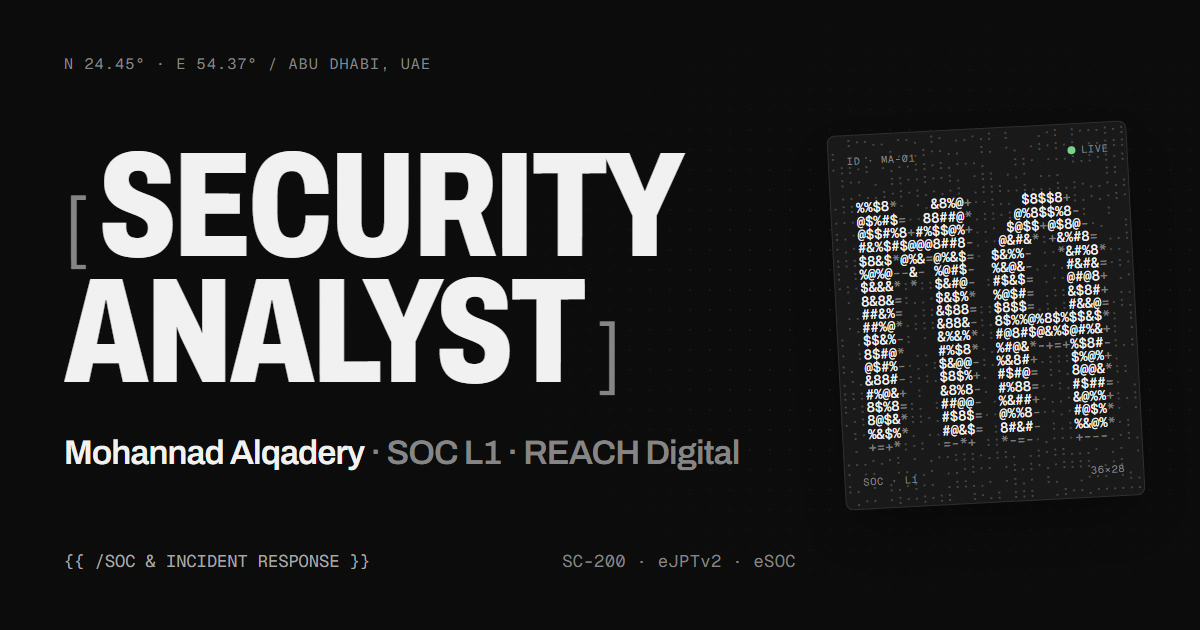 N 24.45° · E 54.37° / ABU DHABI, UAE
[ SECURITY
ANALYST ]
Mohannad Alqadery · SOC L1 · REACH Digital
{{ /SOC & INCIDENT RESPONSE }}
SC-200 · eJPTv2 · eSOC
ID · MA-01
LIVE
SOC · L1
36×28